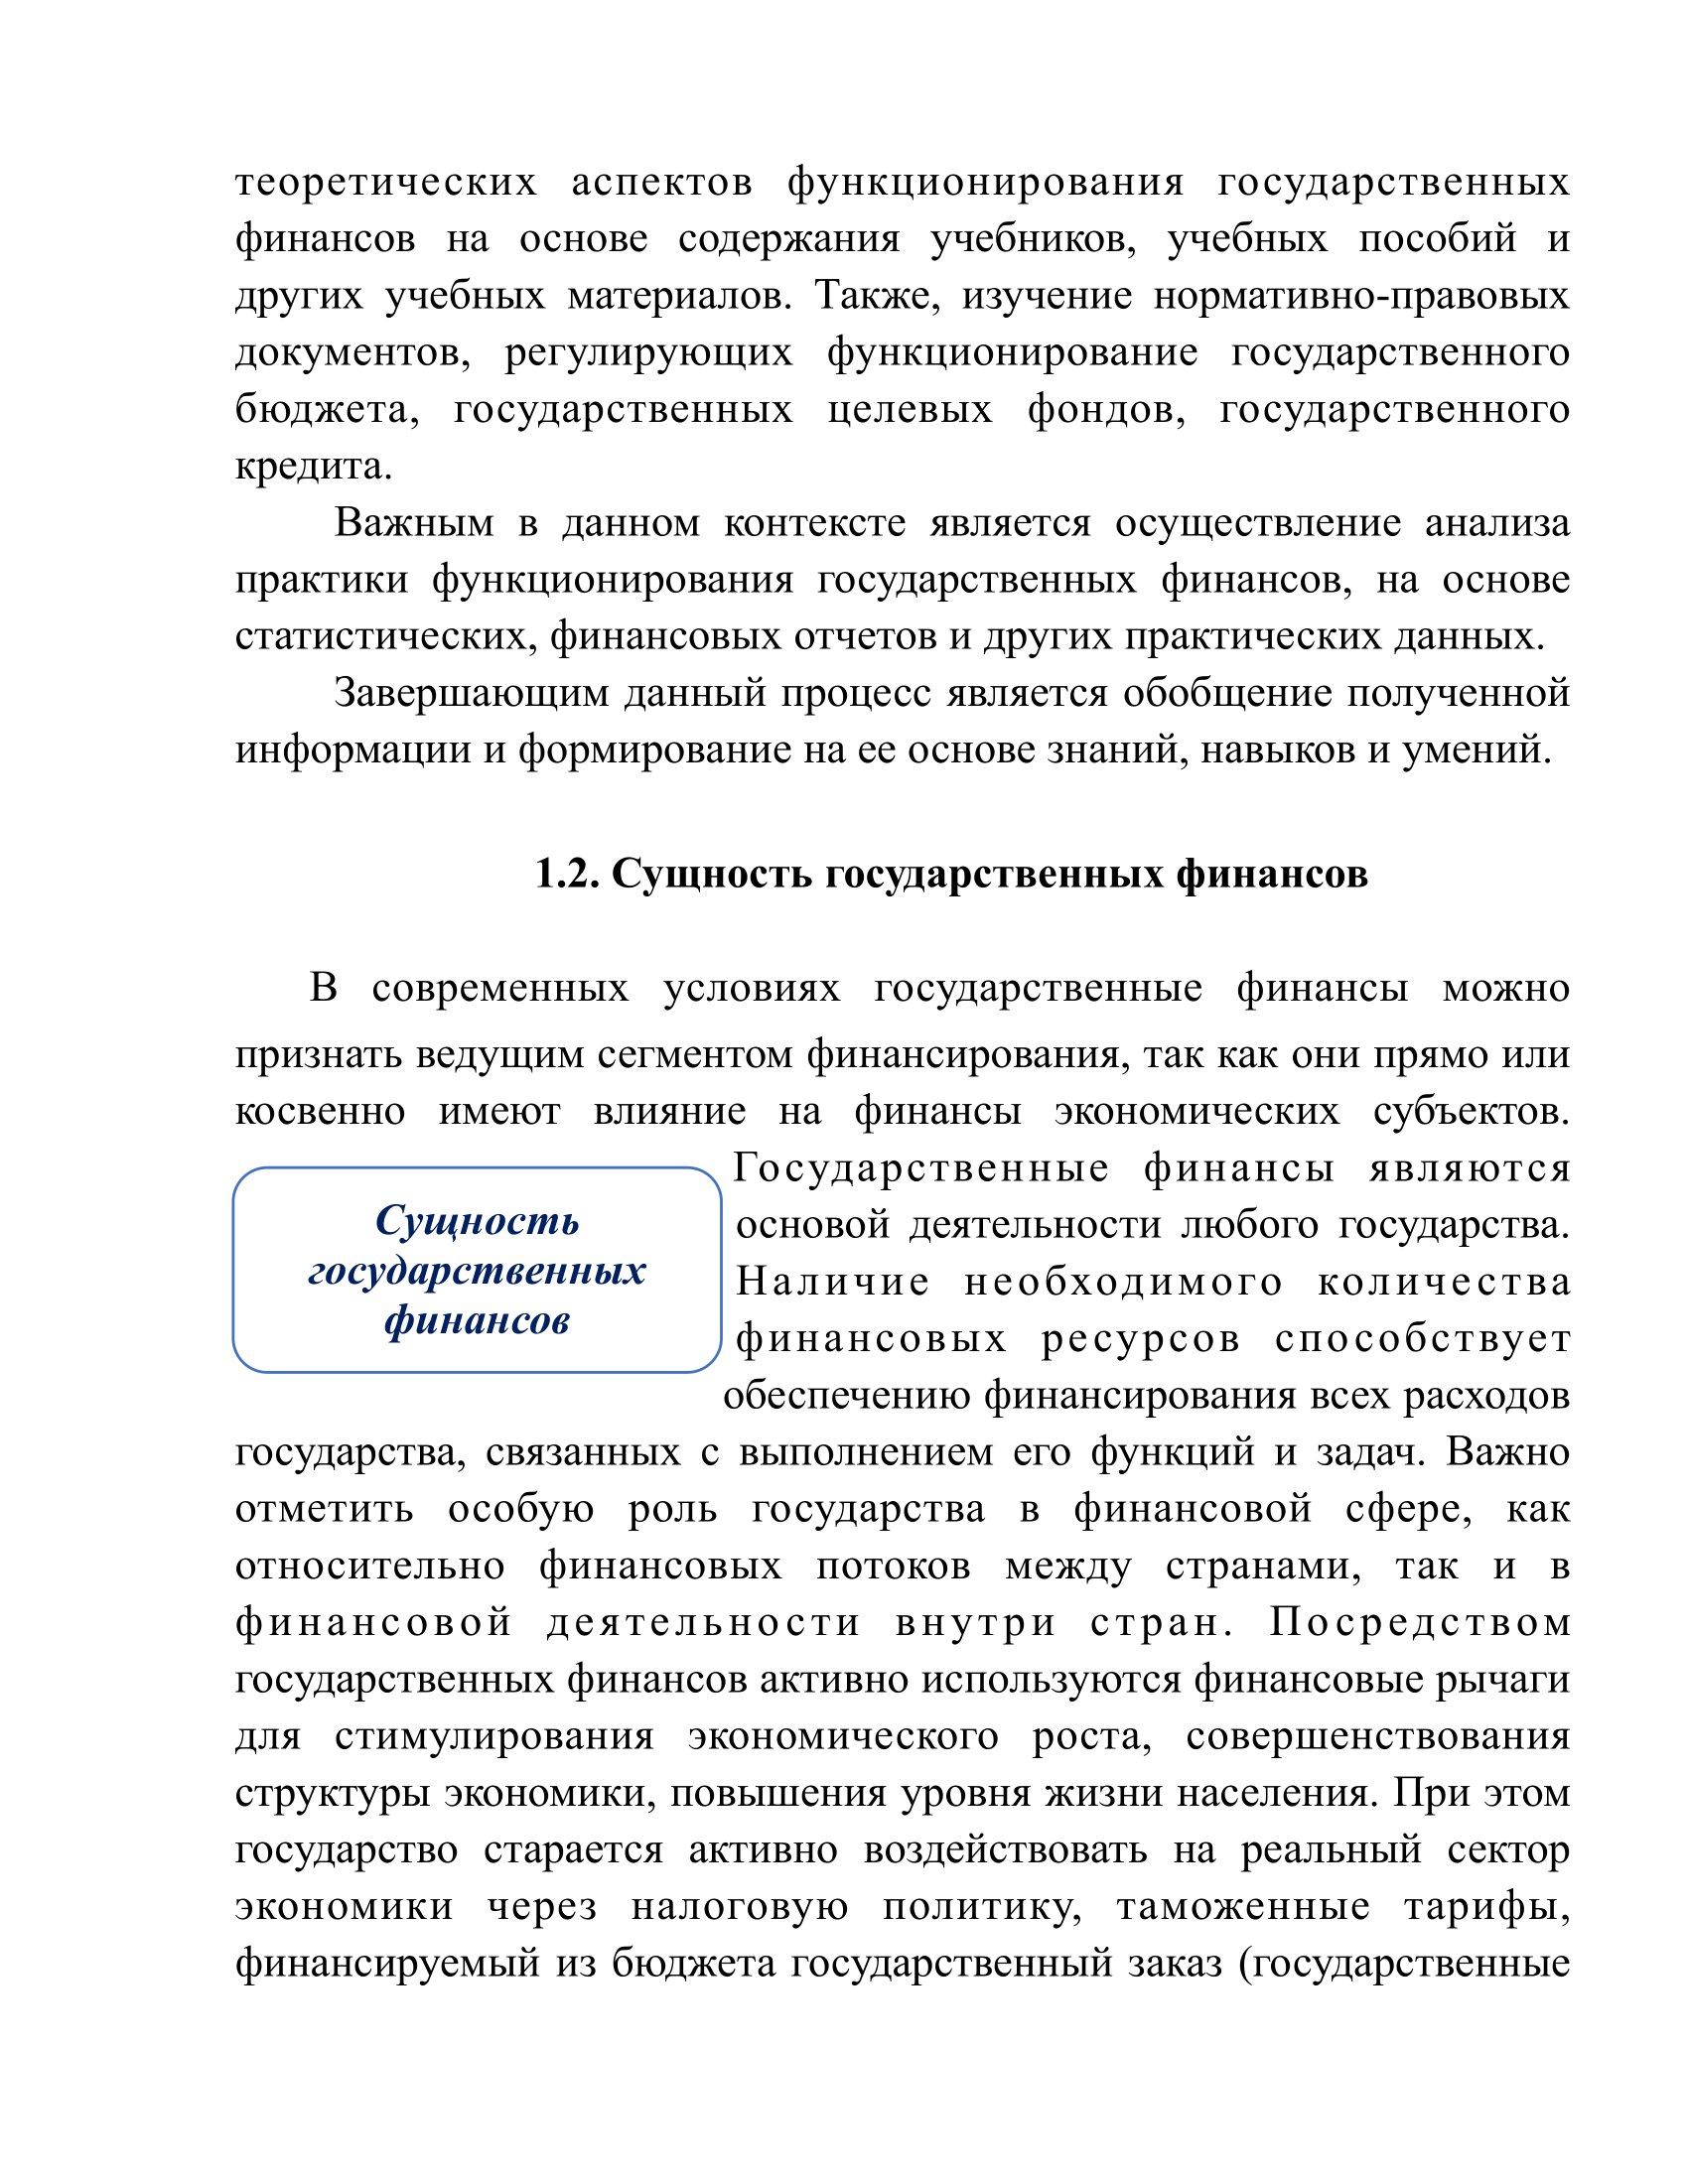 теоретических аспектов функционирования государственных
финансов на основе содержания учебников, учебных пособий и
других учебных материалов. Также, изучение нормативно-правовых
документов, регулирующих функционирование государственного
бюджета, государственных целевых фондов, государственного
кредита.
Важным в данном контексте является осуществление анализа
практики функционирования государственных финансов, на основе
статистических, финансовых отчетов и других практических данных.
Завершающим данный процесс является обобщение полученной
информации и формирование на ее основе знаний, навыков и умений.
1.2. Сущность государственных финансов
В современных условиях государственные финансы можно
признать ведущим сегментом финансирования, так как они прямо или
косвенно имеют влияние на финансы экономических субъектов.
Сущность
государственных
финансов
Государственные финансы являются
основой деятельности любого государства.
Наличие необходимого количества
финансовых ресурсов способствует
обеспечению финансирования всех расходов
государства, связанных с выполнением его функций и задач. Важно
отметить особую роль государства в финансовой сфере, как
относительно финансовых потоков между странами, так и в
финансовой деятельности внутри стран. Посредством
государственных финансов активно используются финансовые рычаги
для стимулирования экономического роста, совершенствования
структуры экономики, повышения уровня жизни населения. При этом
государство старается активно воздействовать на реальный сектор
экономики через налоговую политику, таможенные тарифы,
финансируемый из бюджета государственный заказ (государственные